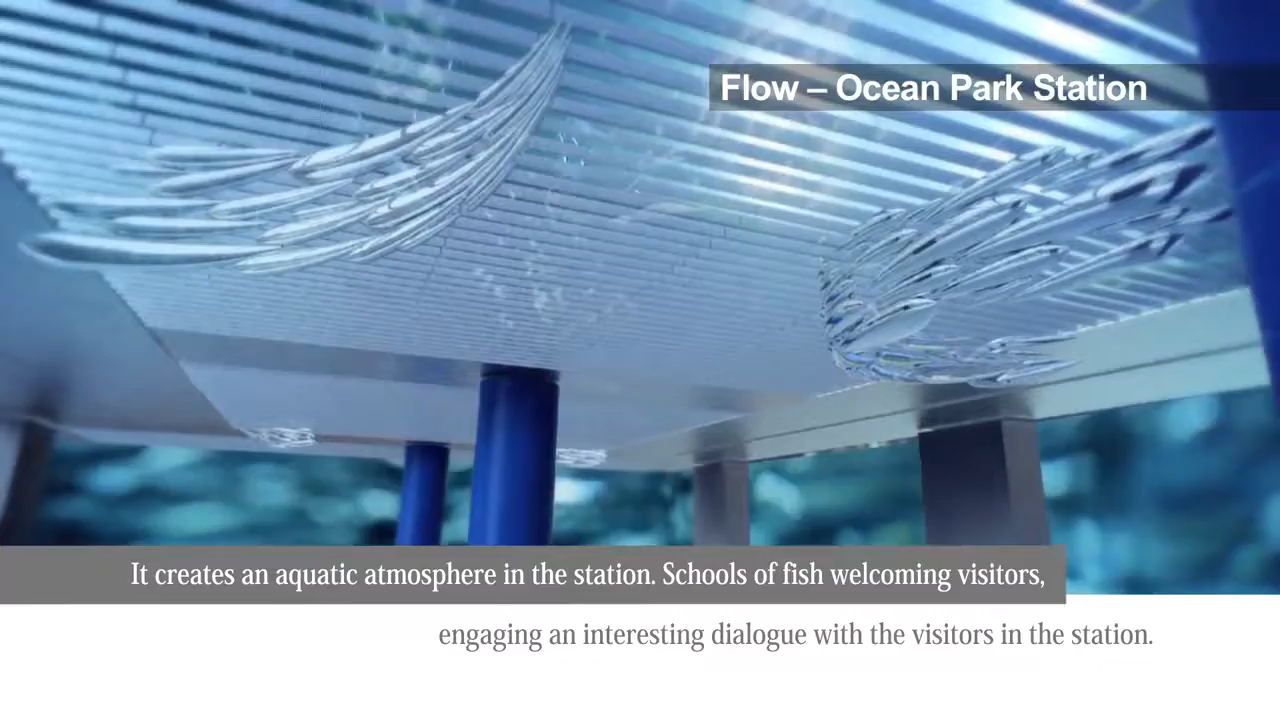 Flow – Ocean Park Station
It creates an aquatic atmosphere in the station. Schools of fish welcoming visitors,
engaging an interesting dialogue with the visitors in the station.